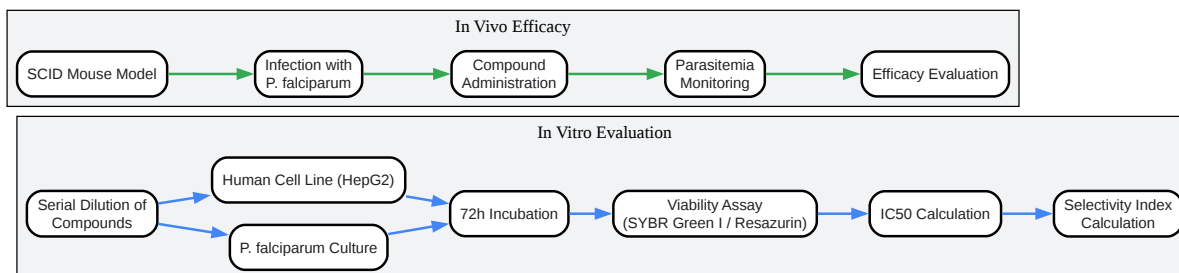 In Vivo Efficacy
SCID Mouse Model
Infection with
P. falciparum
Compound
Administration
Parasitemia
Monitoring
Efficacy Evaluation
In Vitro Evaluation
Serial Dilution of
Compounds
Human Cell Line (HepG2)
P. falciparum Culture
72h Incubation
Viability Assay
(SYBR Green I / Resazurin)
IC50 Calculation
Selectivity Index
Calculation